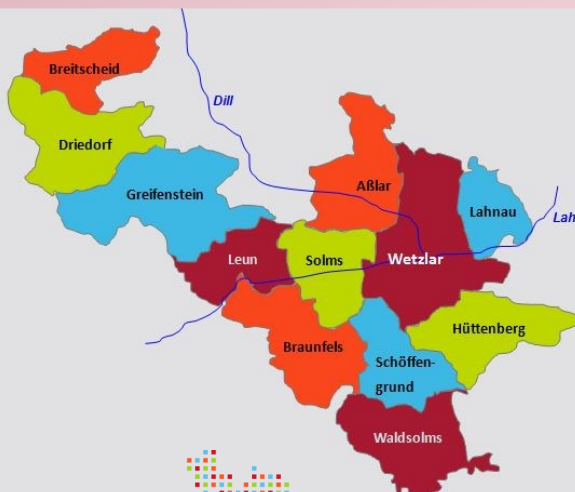 Breitscheid
Dill
Driedorf
Greifenstein
Aßlar
Lahnau
Lah
Leun
Solms
Wetzlar
Hüttenberg
Braunfels
Schöffen-
grund
Waldsolms